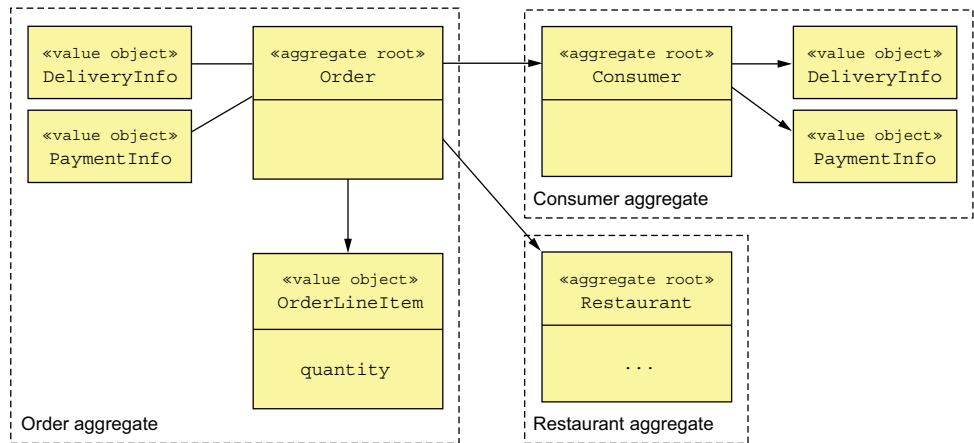 «value object»
DeliveryInfo
«value object»
PaymentInfo
«aggregate root»
Order
«value object»
OrderLineItem
quantity
Order aggregate
«aggregate root»
Consumer
«value object»
DeliveryInfo
«value object»
PaymentInfo
Consumer aggregate
«aggregate root»
Restaurant
...
Restaurant aggregate